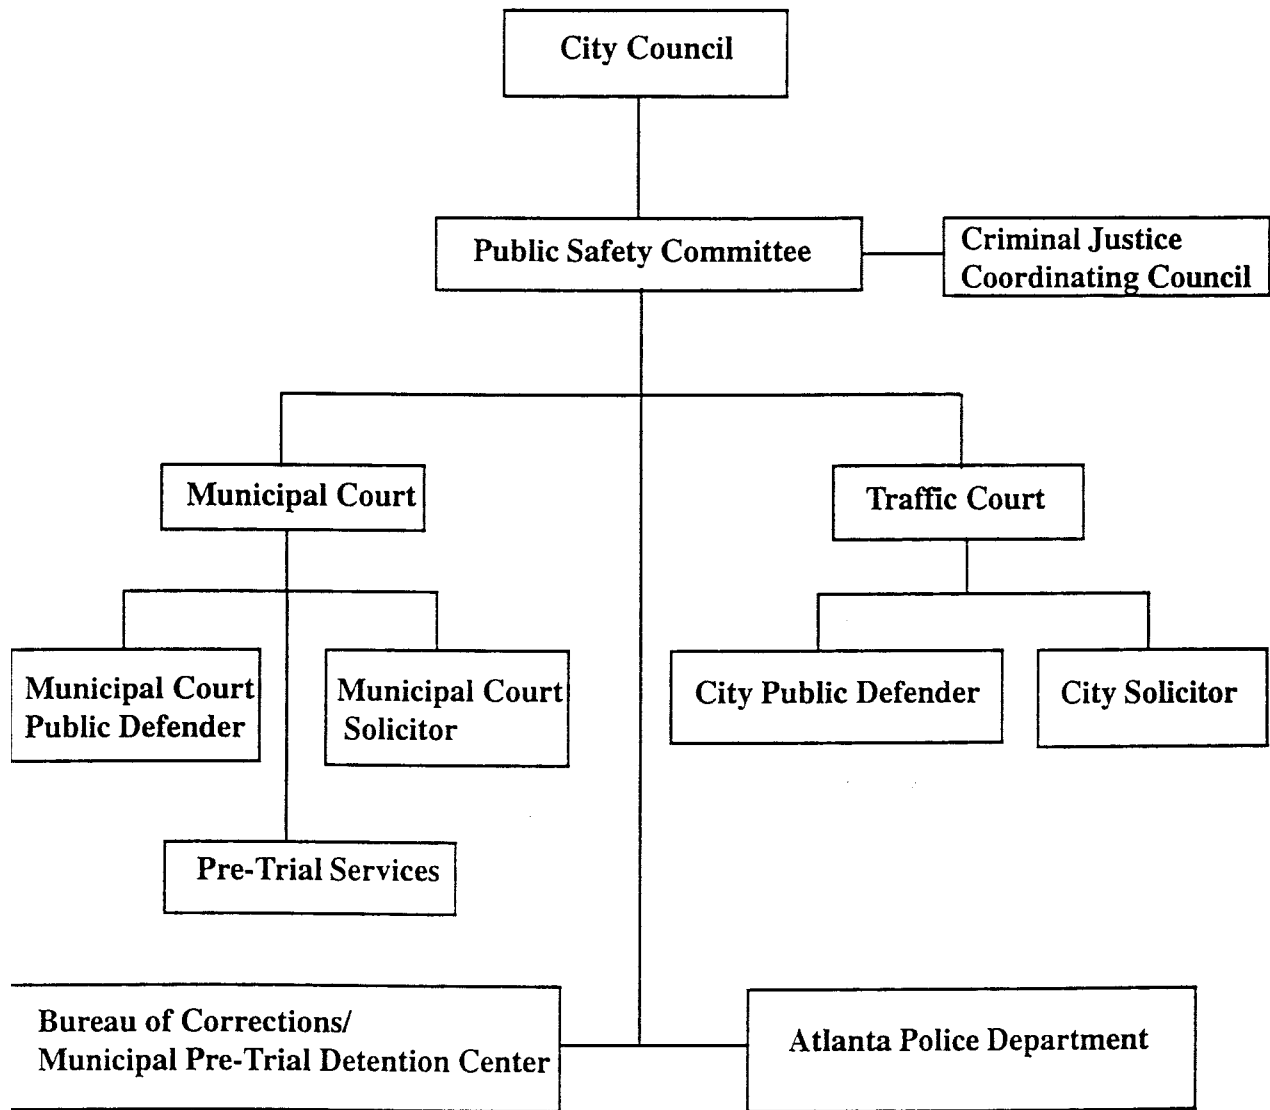 City Council
Public Safety Committee
Criminal Justice
Coordinating Council
Municipal Court
Traffic Court
Municipal Court
Public Defender
Municipal Court
Solicitor
City Public Defender
City Solicitor
Pre-Trial Services
Bureau of Corrections/
Municipal Pre-Trial Detention Center
Atlanta Police Department